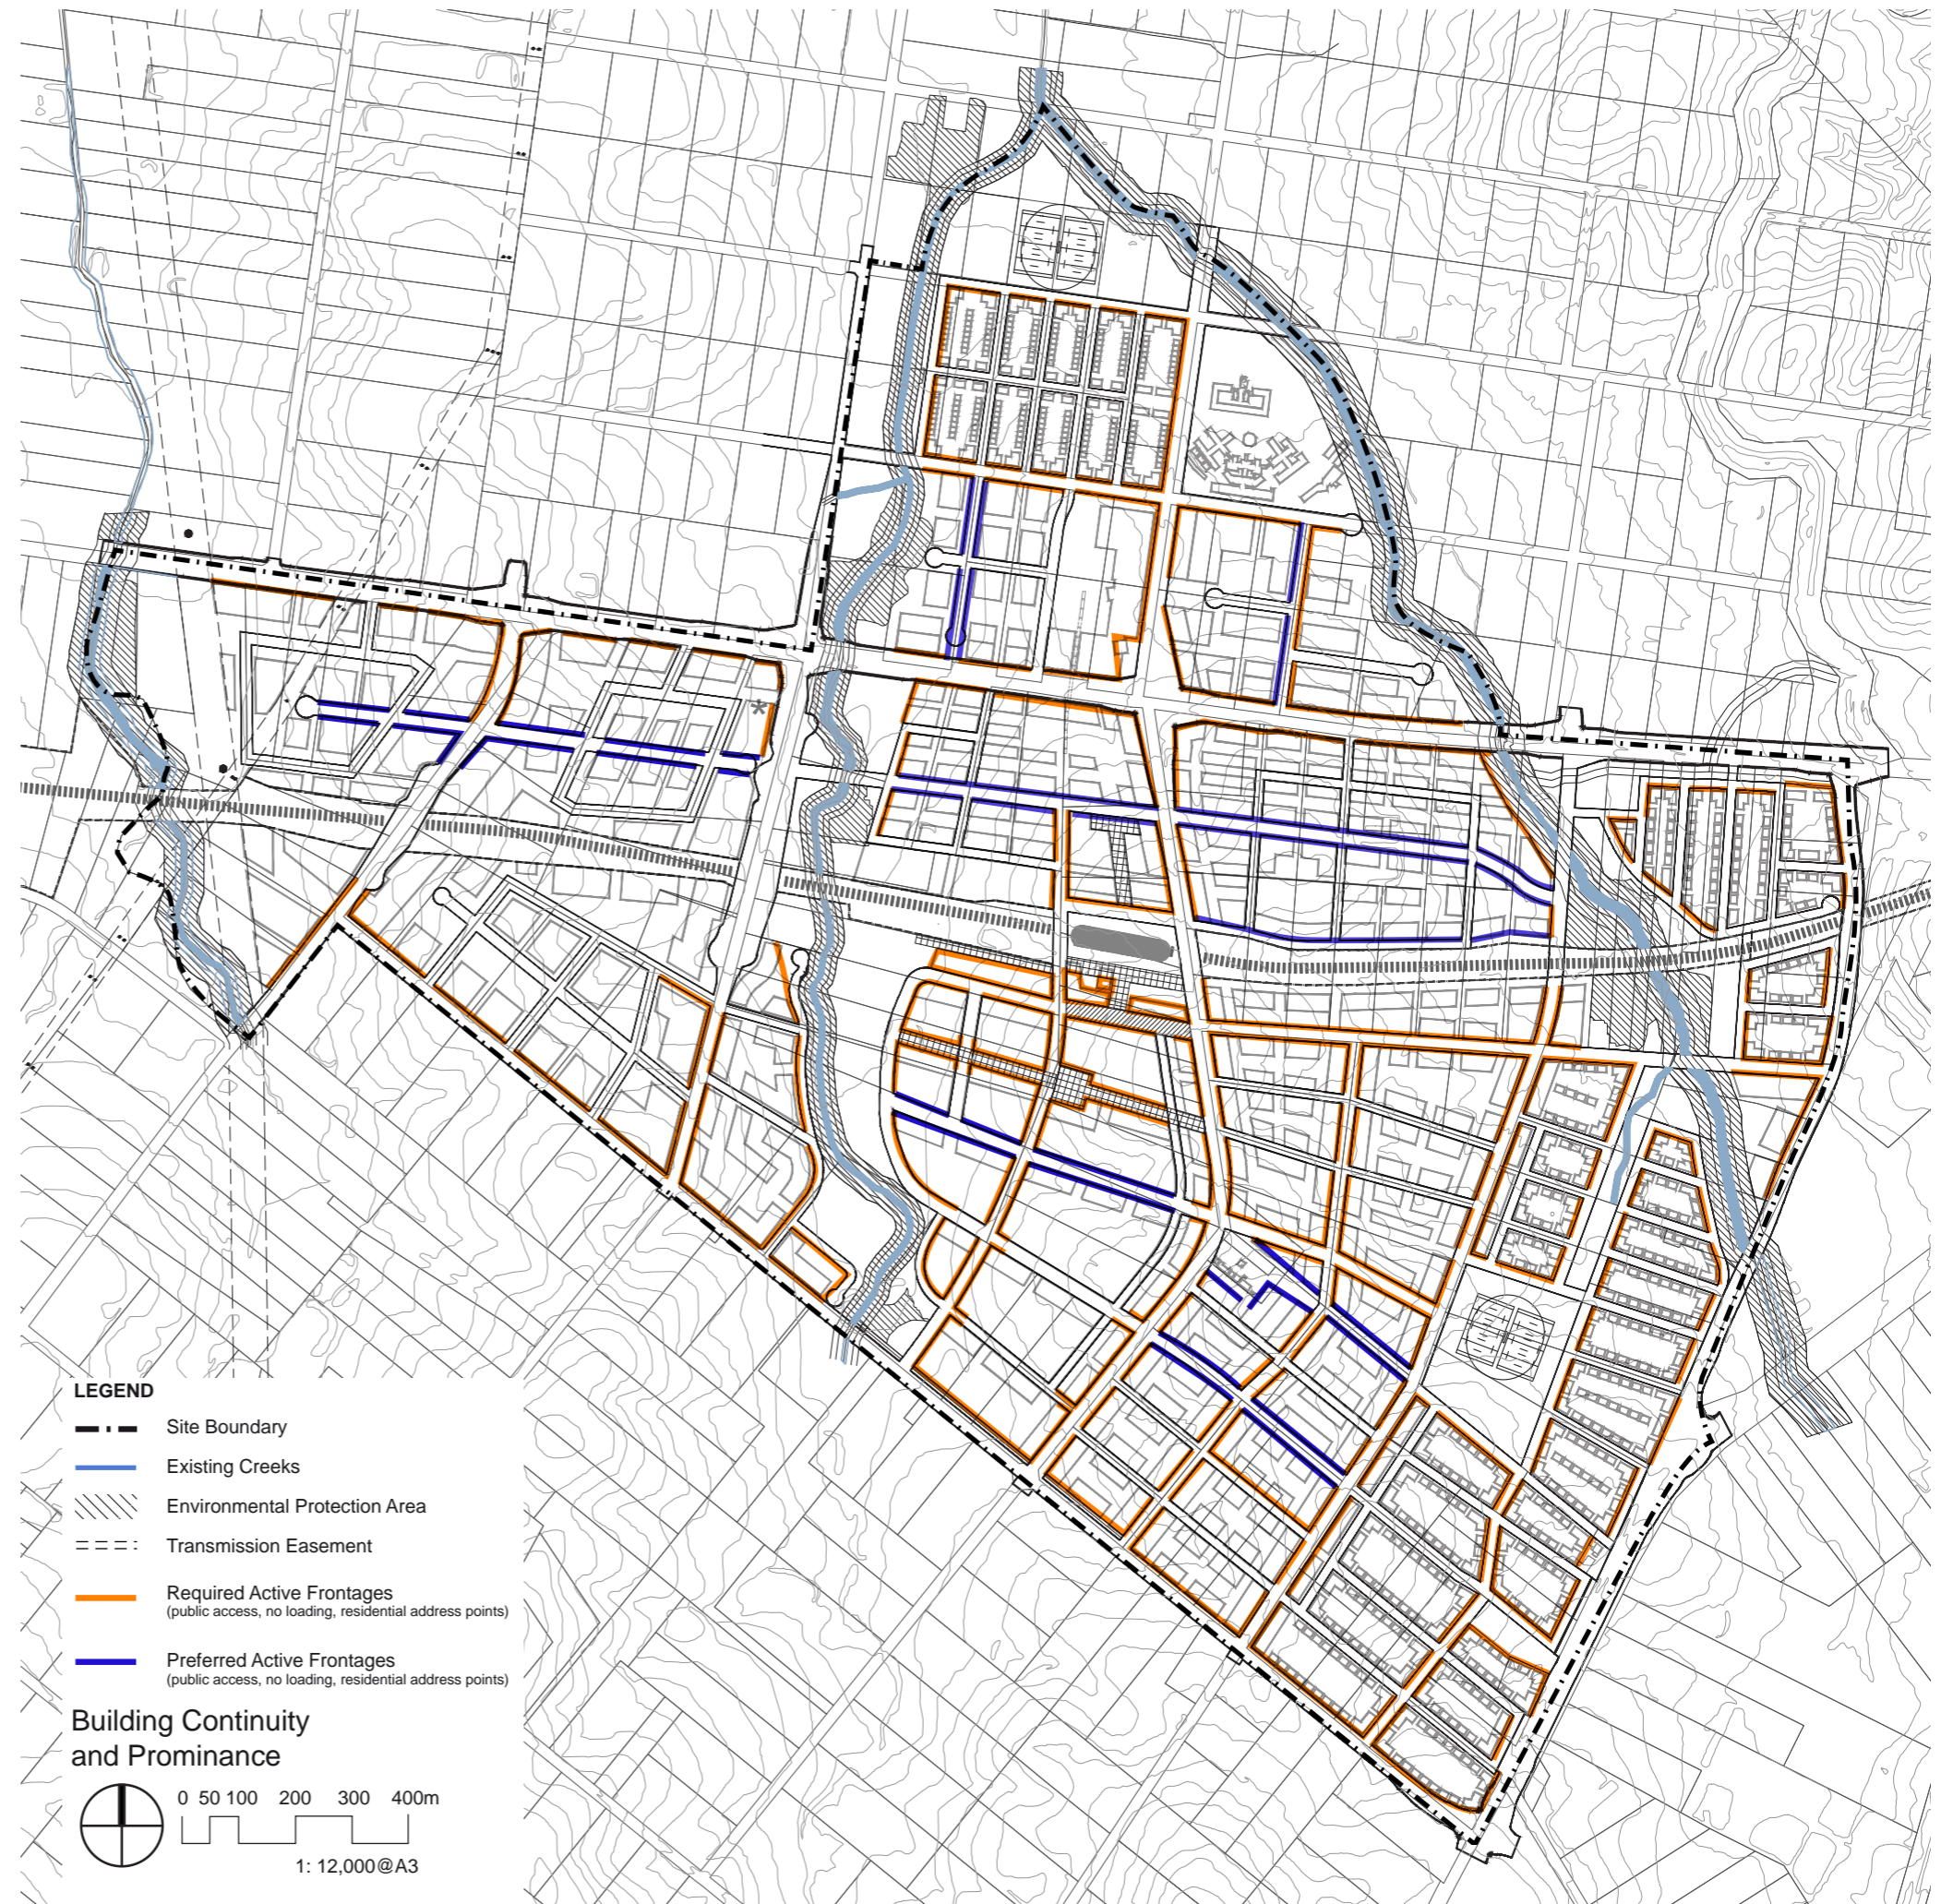 LEGEND
Site Boundary
Existing Creeks
Environmental Protection Area
Transmission Easement
Required Active Frontages
(public access, no loading, residential address points)
Preferred Active Frontages
(public access, no loading, residential address points)
Building Continuity
and Prominance
0 50 100 200 300 400m
1: 12,000@A3